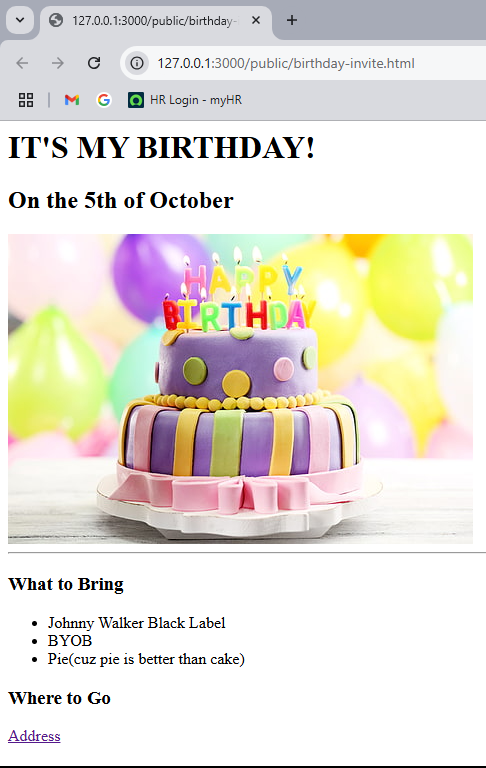 127.0.0.1:3000/public/birthday-
127.0.0.1:3000/public/birthday-invite.html
HR Login - myHR
IT'S MY BIRTHDAY!
On the 5th of October
HAPPY
BIRTHDAY
What to Bring
Johnny Walker Black Label
BYOB
Pie(cuz pie is better than cake)
Where to Go
Address